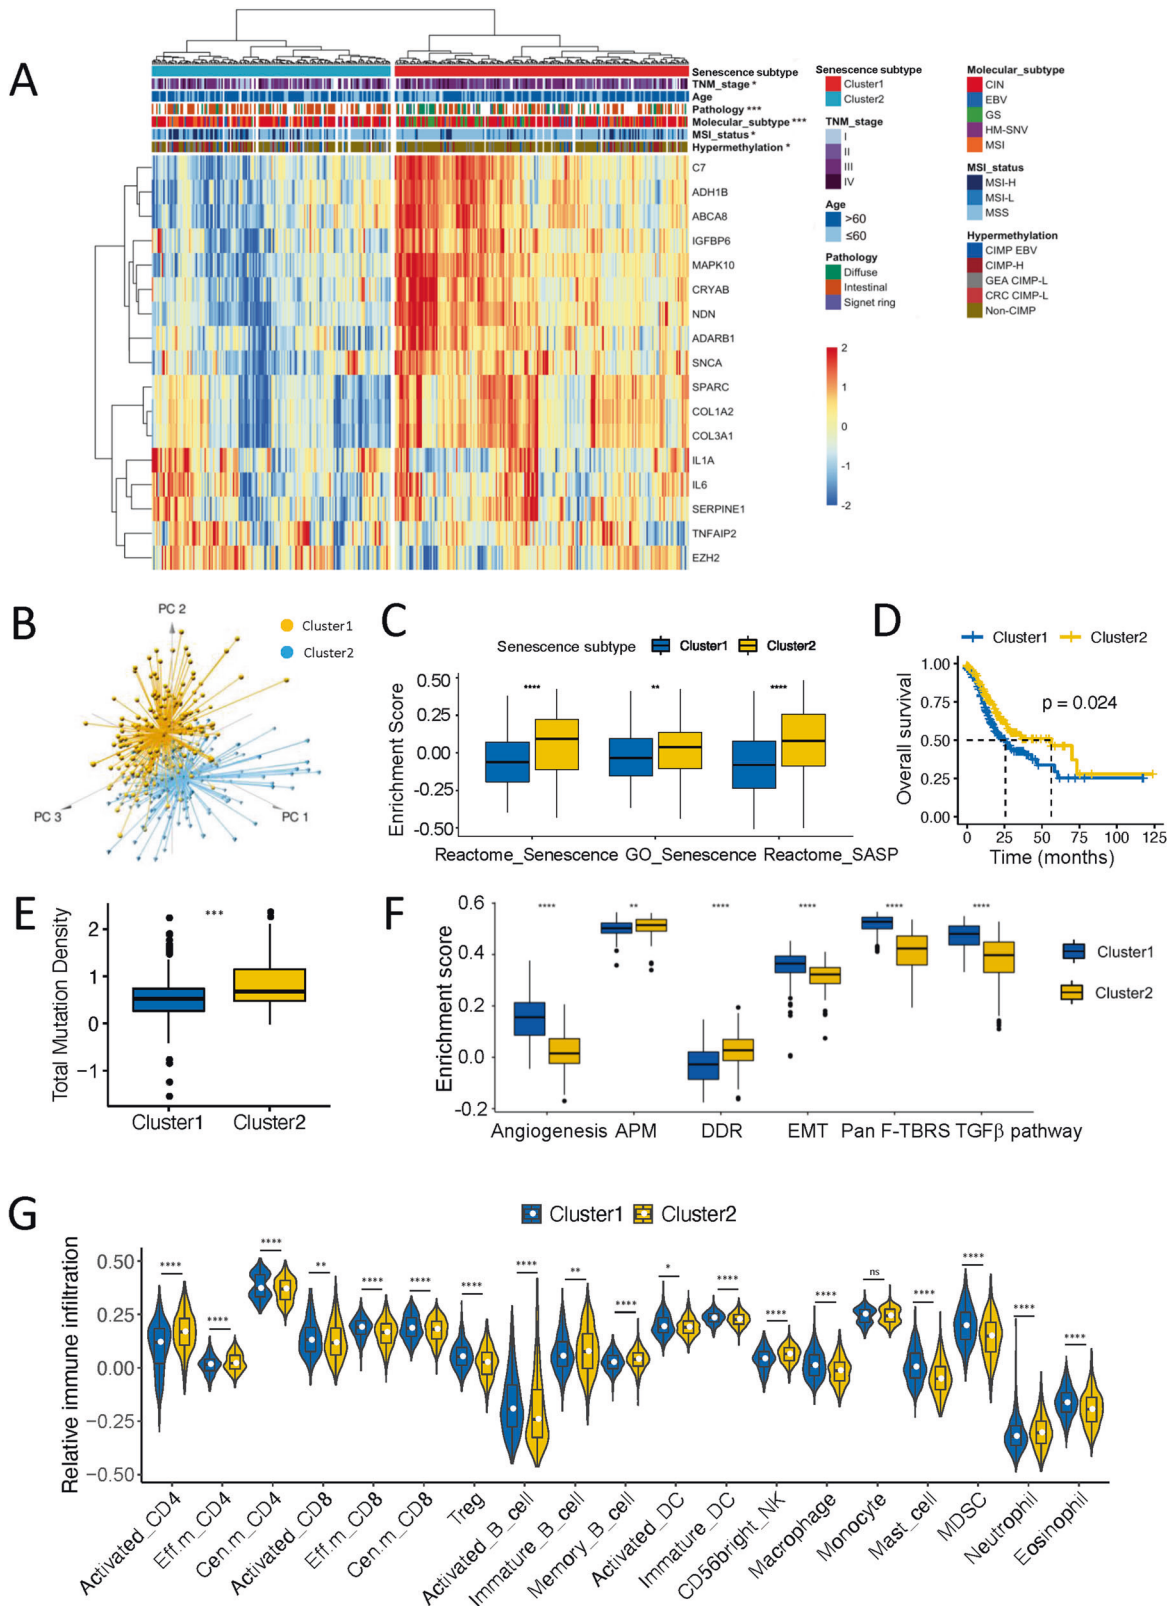 A
Senescence subtype
TNM_stage *
Age
Pathology ***
Molecular_subtype ***
MSI_status *
Hypermethylation *
C7
ADH1B
ABCA8
IGFBP6
MAPK10
CRYAB
NDN
ADARB1
SNCA
SPARC
COL1A2
COL3A1
IL1A
IL6
SERPINE1
TNFAIP2
EZH2
Senescence subtype
Cluster1
Cluster2
TNM_stage
I
II
III
IV
Age
>60
≤60
Pathology
Diffuse
Intestinal
Signet ring
2
1
0
-1
-2
Molecular_subtype
CIN
EBV
GS
HM-SNV
MSI
MSI_status
MSI-H
MSI-L
MSS
Hypermethylation
CIMP EBV
CIMP-H
GEA CIMP-L
CRC CIMP-L
Non-CIMP
B
PC 2
PC 3
PC 1
Cluster1
Cluster2
C
Senescence subtype Cluster1 Cluster2
Enrichment Score
0.50
0.25
0.00
-0.25
-0.50
**** ** ****
Reactome_Senescence GO_Senescence Reactome_SASP
D
Cluster1 Cluster2
Overall survival
1.00
0.75
0.50
0.25
0.00
p = 0.024
0 25 50 75 100 125
Time (months)
E
Total Mutation Density
2
1
0
−1
***
Cluster1 Cluster2
F
Enrichment score
0.6
0.4
0.2
0.0
-0.2
**** ** **** **** **** ****
Angiogenesis APM DDR EMT Pan F-TBRS TGFβ pathway
Cluster1
Cluster2
G
Cluster1 Cluster2
Relative immune infiltration
0.50
0.25
0.00
−0.25
−0.50
**** **** **** ** **** **** **** **** ** **** * **** **** **** ns **** **** **** ****
Activated_CD4
Eff.m_CD4
Cen.m_CD4
Activated_CD8
Eff.m_CD8
Cen.m_CD8
Treg
Activated_B_cell
Immature_B_cell
Memory_B_cell
Activated_DC
Immature_DC
CD56bright_NK
Macrophage
Monocyte
Mast_cell
MDSC
Neutrophil
Eosinophil